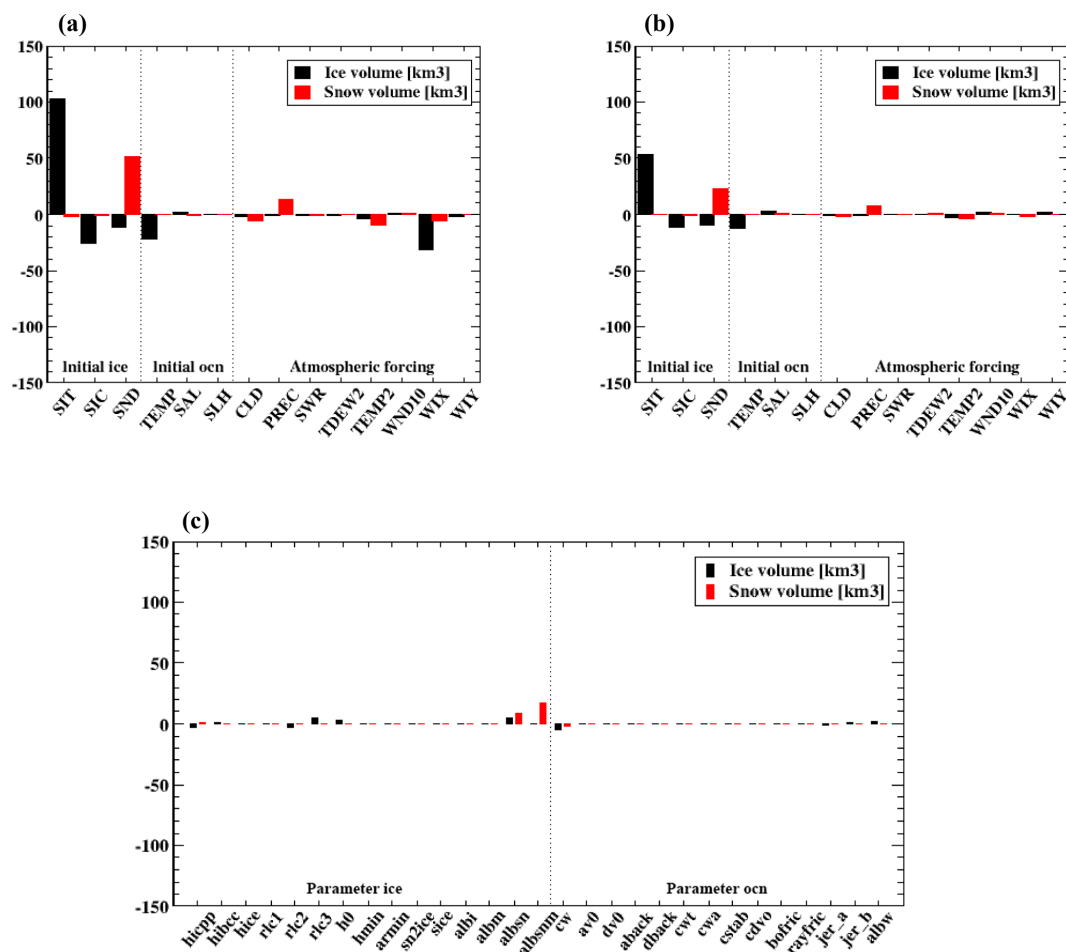 (a)
150
100
50
0
-50
-100
-150
Ice volume [km3]
Snow volume [km3]
Initial ice
Initial ocn
Atmospheric forcing
SIT
SIC
SND
TEMP
SAL
SLH
CLD
PREC
SWR
TDEW2
TEMP2
WND10
WIX
WIY
(b)
150
100
50
0
-50
-100
-150
Ice volume [km3]
Snow volume [km3]
Initial ice
Initial ocn
Atmospheric forcing
SIT
SIC
SND
TEMP
SAL
SLH
CLD
PREC
SWR
TDEW2
TEMP2
WND10
WIX
WIY
(c)
150
100
50
0
-50
-100
-150
Ice volume [km3]
Snow volume [km3]
Parameter ice
Parameter ocn
hicpp
hibcc
hice
rlc1
rlc2
rlc3
h0
hmin
armin
sn2ice
sice
albi
albm
albsn
albsnm
cw
av0
dv0
aback
dback
cwt
cwa
cstab
cdvo
bofric
rayfric
jer_a
jer_b
albw